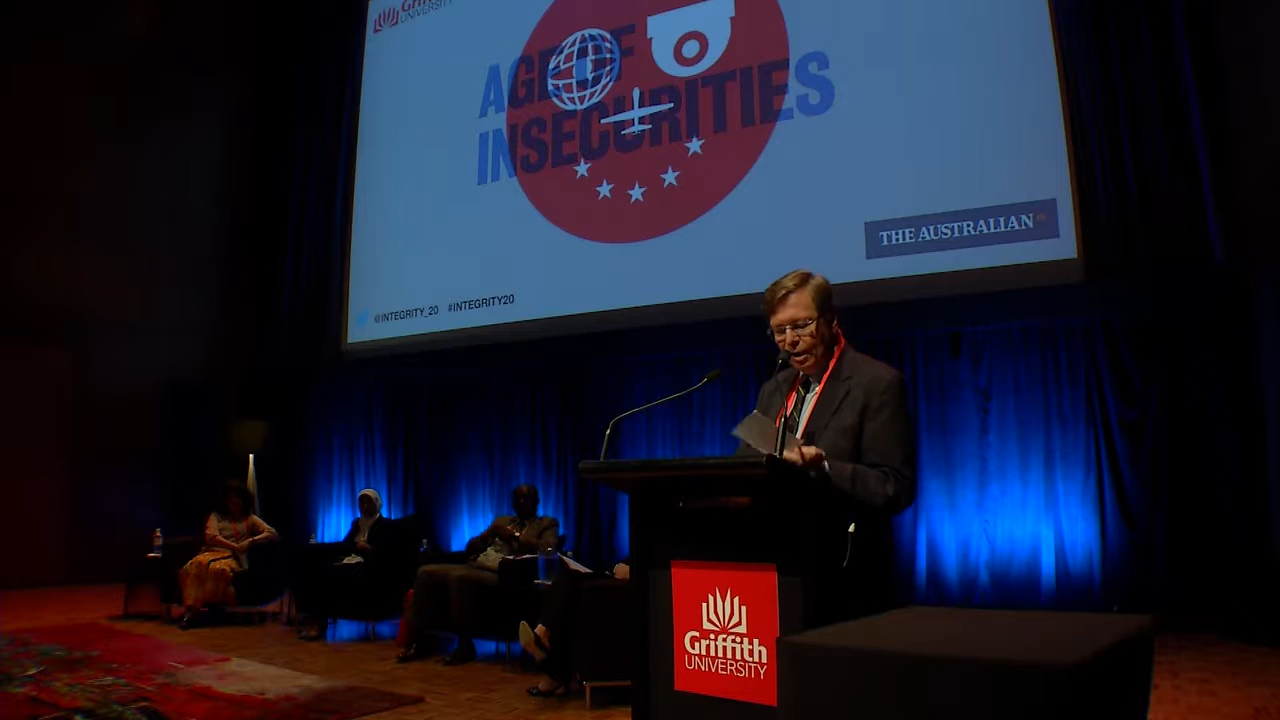 Griffith
UNIVERSITY
AGE OF
INSECURITIES
THE AUSTRALIAN
@INTEGRITY_20 #INTEGRITY20
Griffith
UNIVERSITY